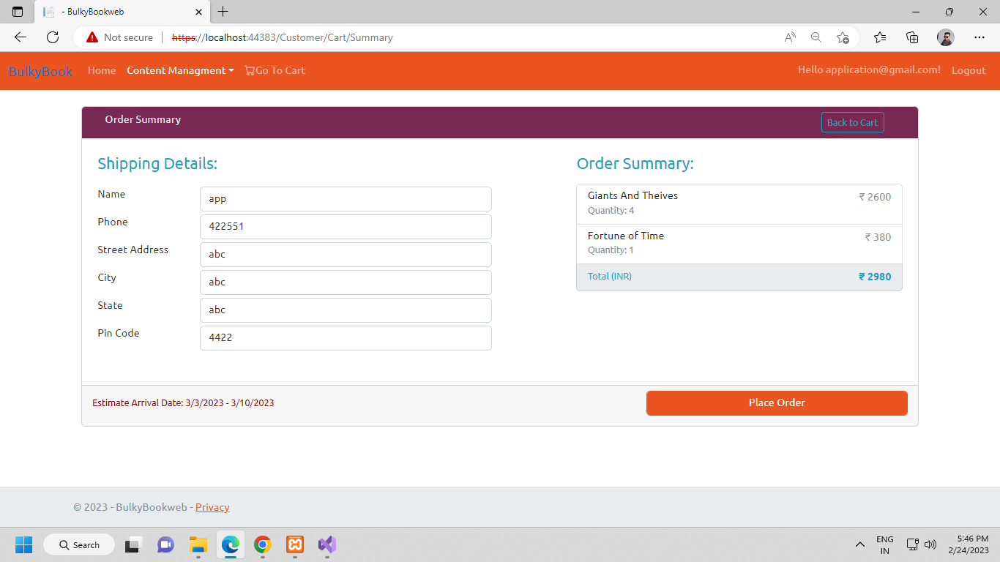 - BulkyBookweb
Not secure
https://localhost:44383/Customer/Cart/Summary
BulkyBook Home Content Managment Go To Cart Hello application@gmail.com! Logout
Order Summary Back to Cart
Shipping Details:
Name app
Phone 422551
Street Address abc
City abc
State abc
Pin Code 4422
Order Summary:
Giants And Theives ₹ 2600
Quantity: 4
Fortune of Time ₹ 380
Quantity: 1
Total (INR) ₹ 2980
Estimate Arrival Date: 3/3/2023 - 3/10/2023 Place Order
© 2023 - BulkyBookweb - Privacy
Search
ENG
IN
5:46 PM
2/24/2023